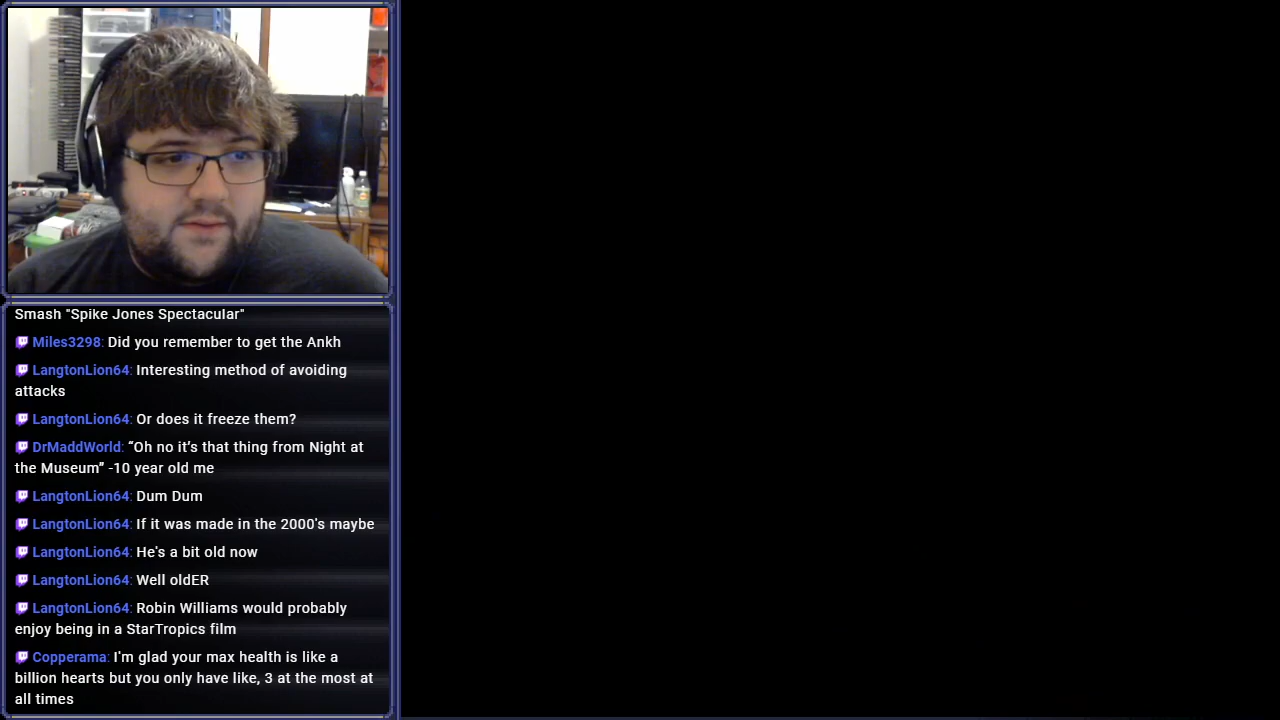 Smash "Spike Jones Spectacular"
Miles3298: Did you remember to get the Ankh
LangtonLion64: Interesting method of avoiding
attacks
LangtonLion64: Or does it freeze them?
DrMaddWorld: “Oh no it’s that thing from Night at
the Museum” -10 year old me
LangtonLion64: Dum Dum
LangtonLion64: If it was made in the 2000's maybe
LangtonLion64: He's a bit old now
LangtonLion64: Well oldER
LangtonLion64: Robin Williams would probably
enjoy being in a StarTropics film
Copperama: I'm glad your max health is like a
billion hearts but you only have like, 3 at the most at
all times